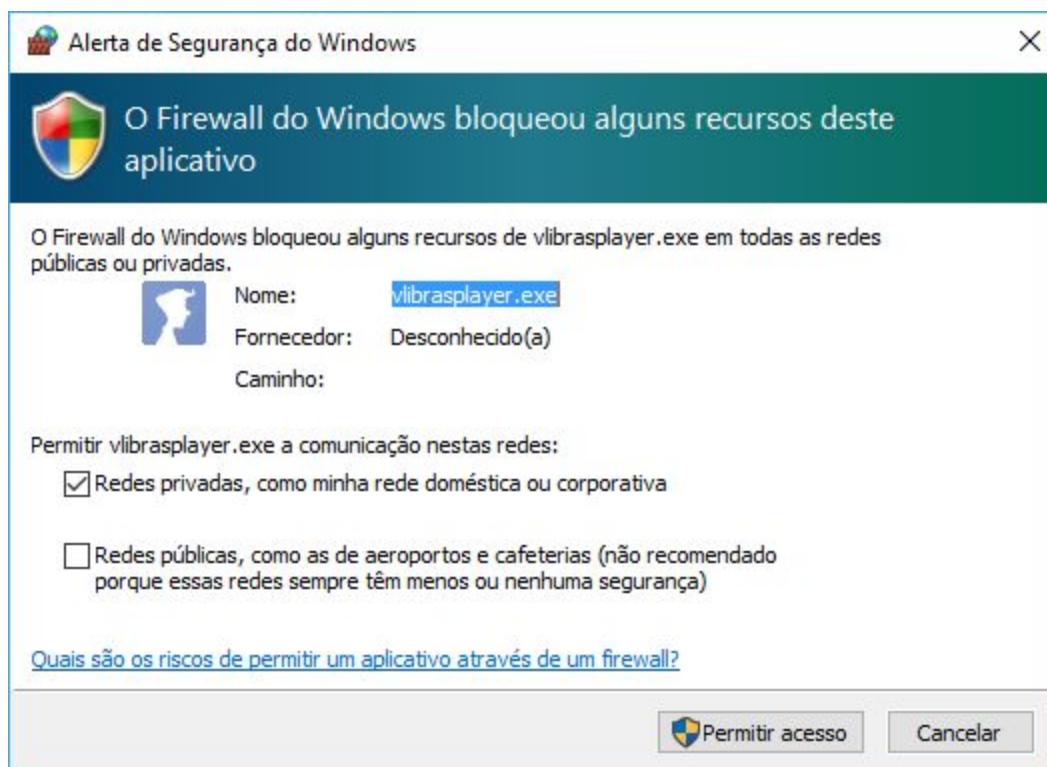 Alerta de Segurança do Windows
O Firewall do Windows bloqueou alguns recursos deste
aplicativo
O Firewall do Windows bloqueou alguns recursos de vlibrasplayer.exe em todas as redes
públicas ou privadas.
Nome: vlibrasplayer.exe
Fornecedor: Desconhecido(a)
Caminho:
Permitir vlibrasplayer.exe a comunicação nestas redes:
Redes privadas, como minha rede doméstica ou corporativa
Redes públicas, como as de aeroportos e cafeterias (não recomendado
porque essas redes sempre têm menos ou nenhuma segurança)
Quais são os riscos de permitir um aplicativo através de um firewall?
Permitir acesso Cancelar